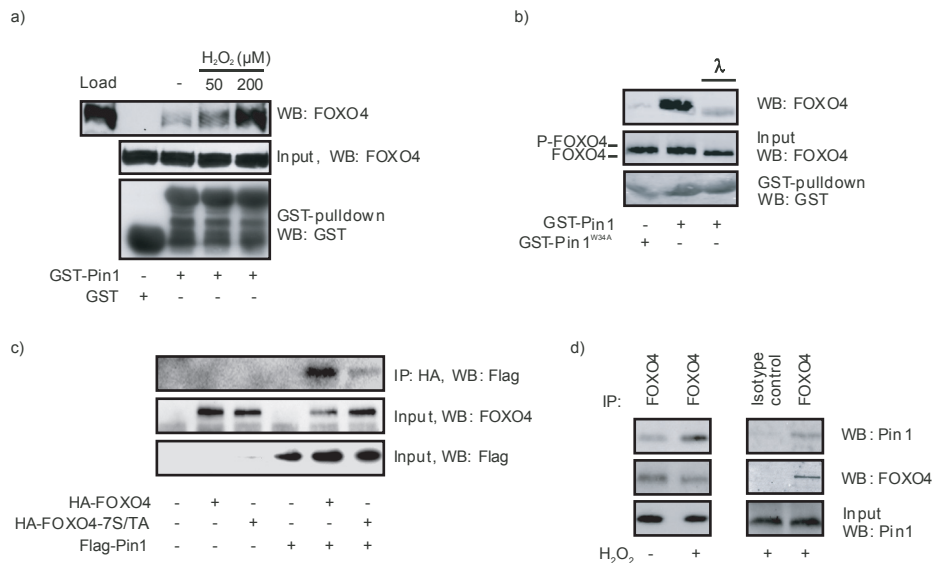 a)
H₂O₂ (µM)
Load - 50 200
WB: FOXO4
Input, WB: FOXO4
GST-pulldown
WB: GST
GST-Pin1 - + + +
GST + - - -
b)
λ
WB: FOXO4
P-FOXO4
FOXO4
Input
WB: FOXO4
GST-pulldown
WB: GST
GST-Pin1 - + +
GST-Pin1ᵂ³⁴ᴬ + - -
c)
IP: HA, WB: Flag
Input, WB: FOXO4
Input, WB: Flag
HA-FOXO4 - + - - + -
HA-FOXO4-7S/TA - - + - - +
Flag-Pin1 - - - + + +
d)
IP: FOXO4 FOXO4 Isotype control FOXO4
WB: Pin1
WB: FOXO4
Input
WB: Pin1
H₂O₂ - + + +